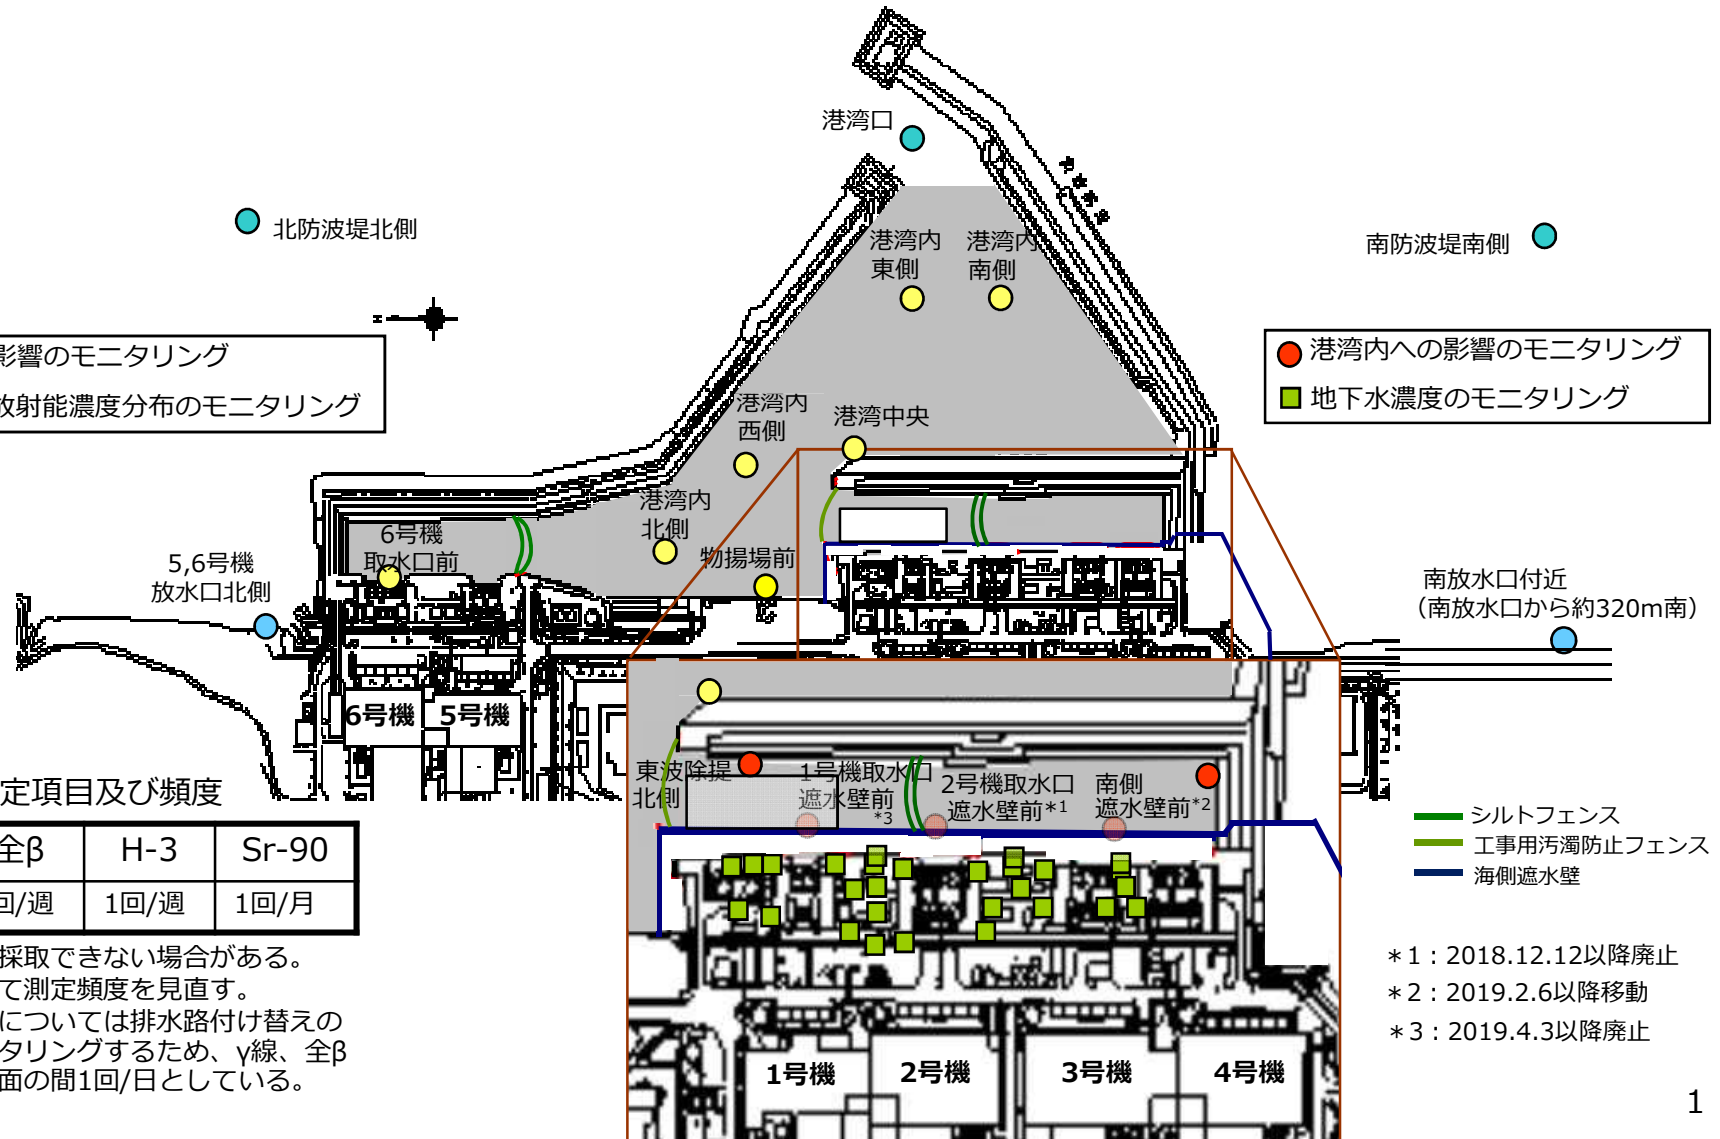 港湾口
北防波堤北側
南防波堤南側
港湾内
東側
港湾内
南側
影響のモニタリング
放射能濃度分布のモニタリング
港湾内への影響のモニタリング
地下水濃度のモニタリング
港湾内
西側
港湾中央
港湾内
北側
6号機
取水口前
物揚場前
5,6号機
放水口北側
南放水口付近
（南放水口から約320m南）
6号機
5号機
東波除堤
北側
1号機取水口
遮水壁前
*3
2号機取水口
遮水壁前*1
南側
遮水壁前*2
シルトフェンス
工事用汚濁防止フェンス
海側遮水壁
定項目及び頻度
全β H-3 Sr-90
回/週 1回/週 1回/月
採取できない場合がある。
て測定頻度を見直す。
については排水路付け替えの
タリングするため、γ線、全β
面の間1回/日としている。
＊1：2018.12.12以降廃止
＊2：2019.2.6以降移動
＊3：2019.4.3以降廃止
1号機
2号機
3号機
4号機
1